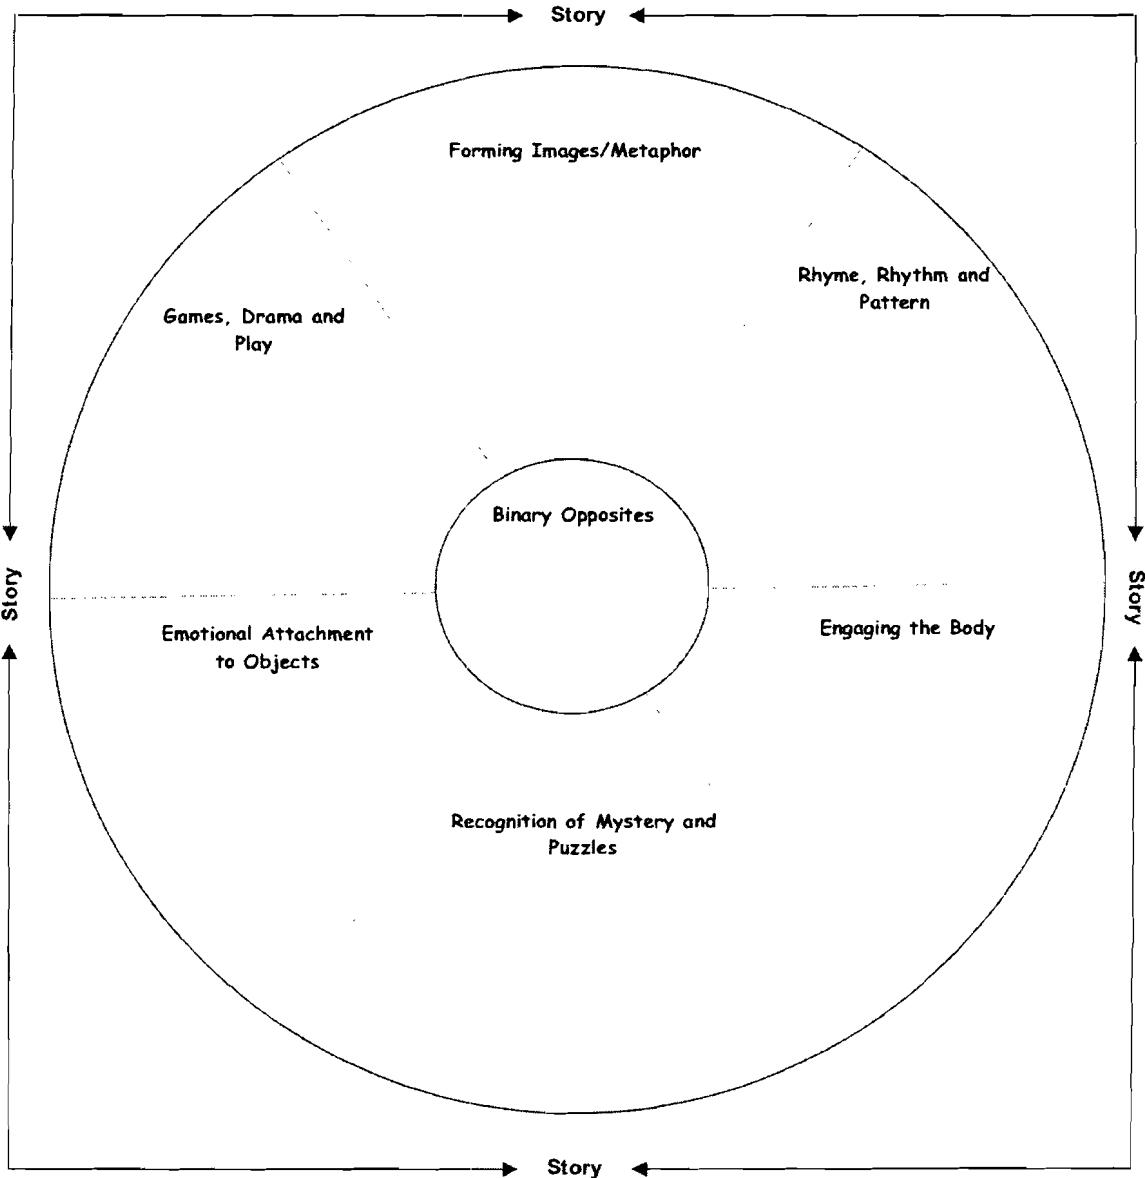 Story
Forming Images/Metaphor
Rhyme, Rhythm and
Pattern
Games, Drama and
Play
Binary Opposites
Story
Story
Emotional Attachment
to Objects
Engaging the Body
Recognition of Mystery and
Puzzles
Story